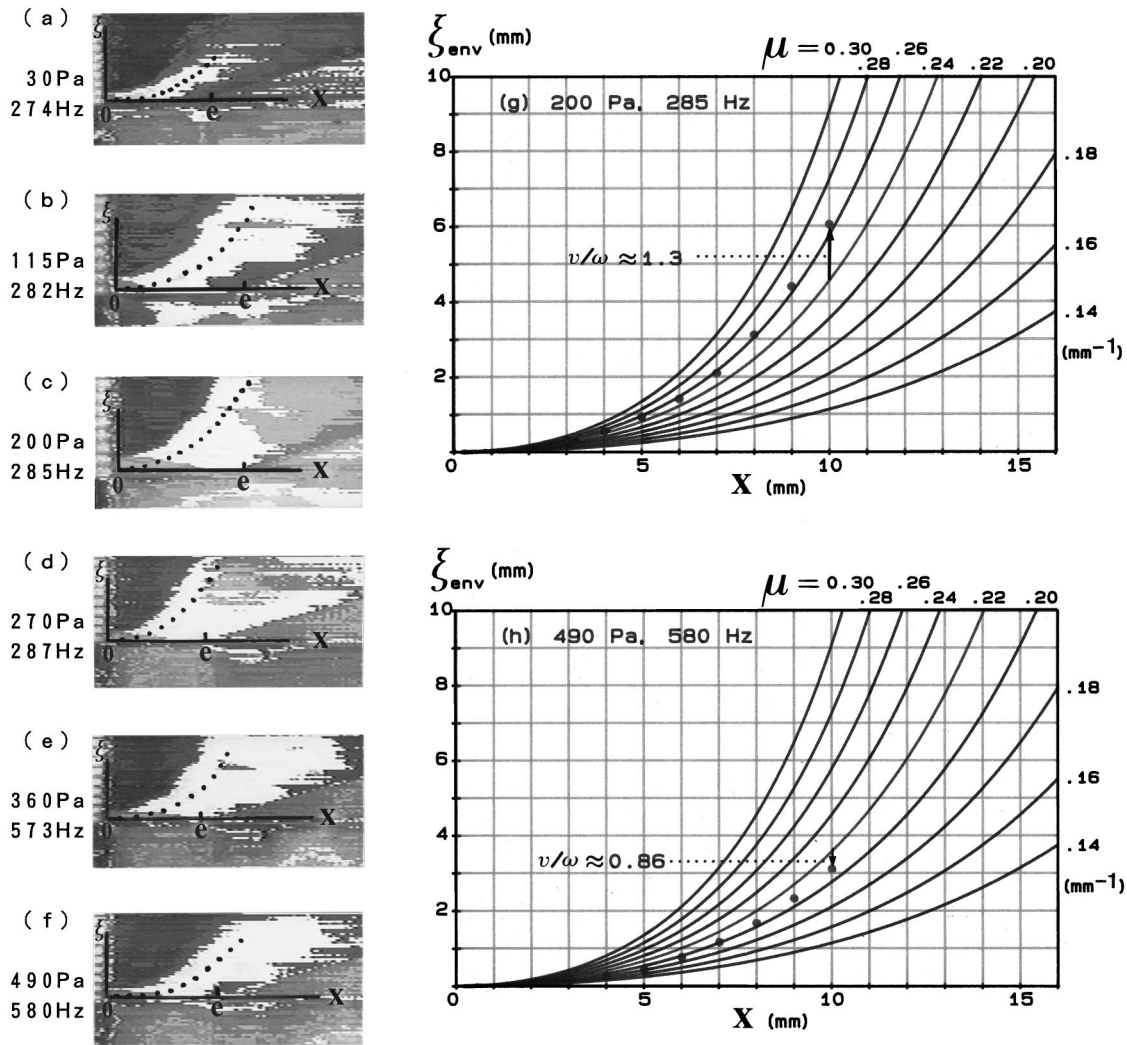 ( a )
30Pa
274Hz
ξ
0
e
X
( b )
115Pa
282Hz
ξ
0
e
X
( c )
200Pa
285Hz
ξ
0
e
X
( d )
270Pa
287Hz
ξ
0
e
X
( e )
360Pa
573Hz
ξ
0
e
X
( f )
490Pa
580Hz
ξ
0
e
X
ξenv (mm)
μ = 0.30 .28 .26 .24 .22 .20
(g) 200 Pa, 285 Hz
10
8
6
4
2
.18
.16
.14
(mm⁻¹)
v/ω ≈ 1.3
0 5 10 15
X (mm)
ξenv (mm)
μ = 0.30 .28 .26 .24 .22 .20
(h) 490 Pa, 580 Hz
10
8
6
4
2
.18
.16
.14
(mm⁻¹)
v/ω ≈ 0.86
0 5 10 15
X (mm)